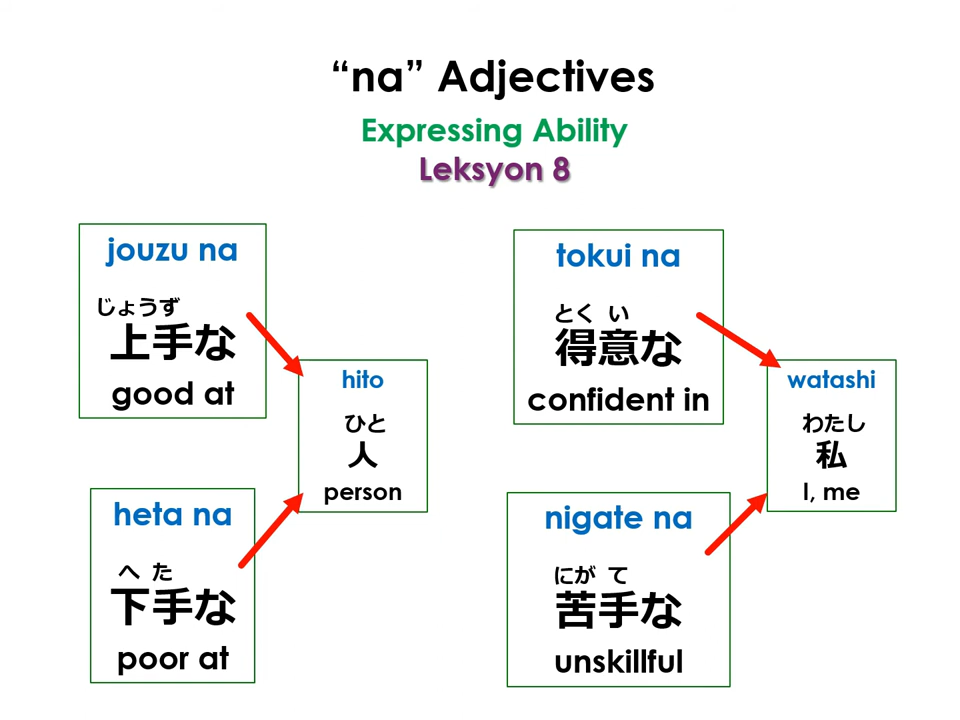 “na” Adjectives
Expressing Ability
Leksyon 8
jouzu na
じょうず
上手な
good at
heta na
へ た
下手な
poor at
hito
ひと
人
person
tokui na
とく い
得意な
confident in
nigate na
にが て
苦手な
unskillful
watashi
わたし
私
I, me